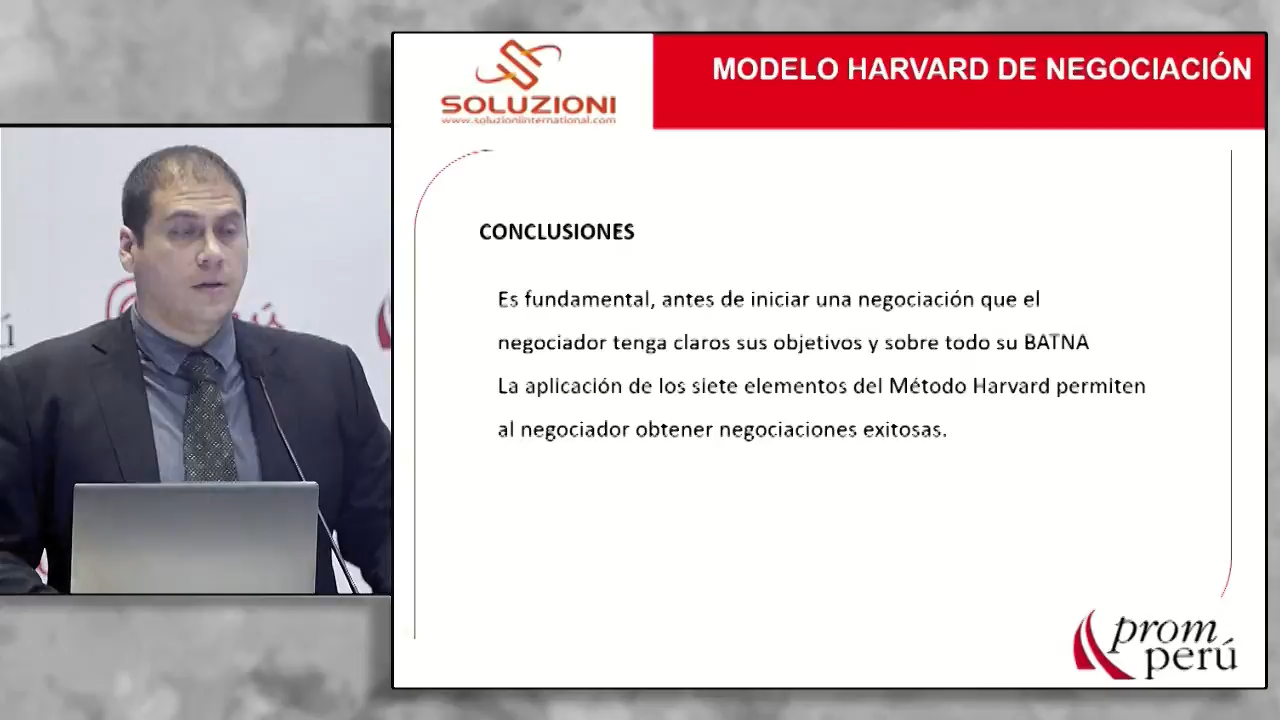 SOLUZIONI
www.soluzioniinternational.com
MODELO HARVARD DE NEGOCIACIÓN
CONCLUSIONES
Es fundamental, antes de iniciar una negociación que el
negociador tenga claros sus objetivos y sobre todo su BATNA
La aplicación de los siete elementos del Método Harvard permiten
al negociador obtener negociaciones exitosas.
prom
perú